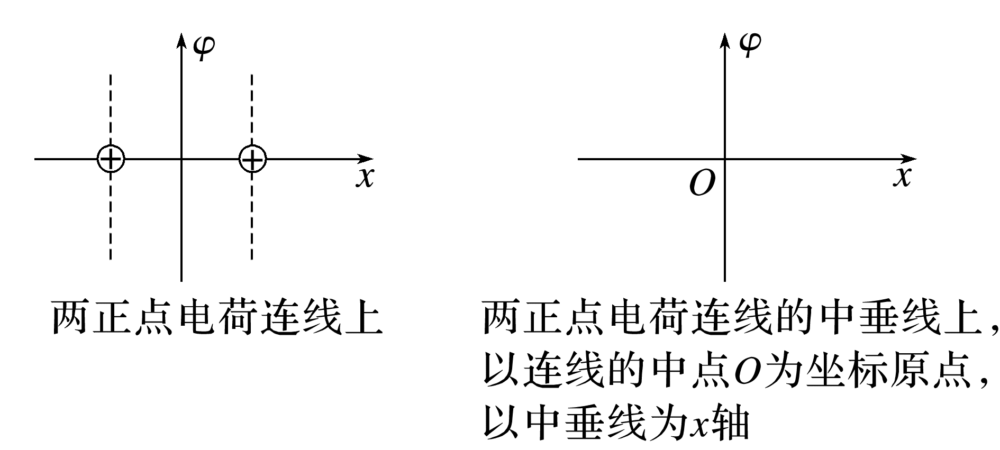 φ
x
两正点电荷连线上
φ
O
x
两正点电荷连线的中垂线上，
以连线的中点O为坐标原点，
以中垂线为x轴